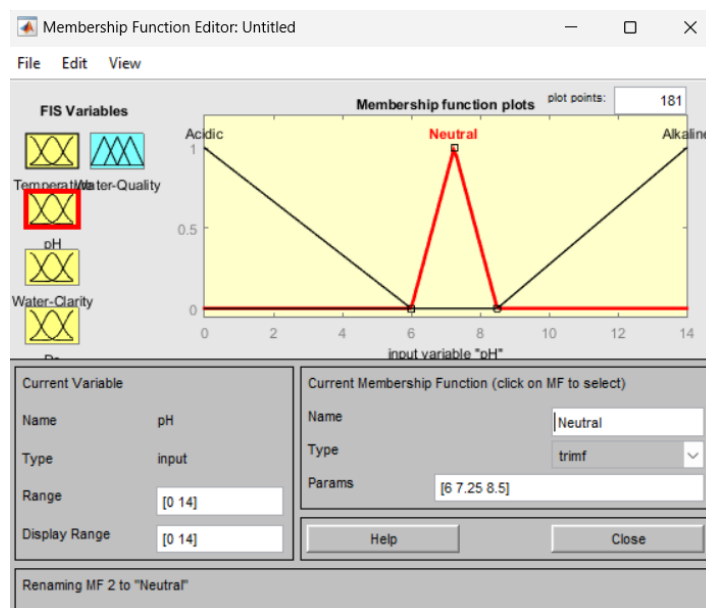 Membership Function Editor: Untitled
File Edit View
FIS Variables
Membership function plots plot points: 181
Acidic Neutral Alkaline
1
Temperature Water-Quality
0.5
pH
Water-Clarity
0
0 2 4 6 8 10 12 14
input variable "pH"
Current Variable
Name pH
Type input
Range [0 14]
Display Range [0 14]
Current Membership Function (click on MF to select)
Name Neutral
Type trimf
Params [6 7.25 8.5]
Help Close
Renaming MF 2 to "Neutral"